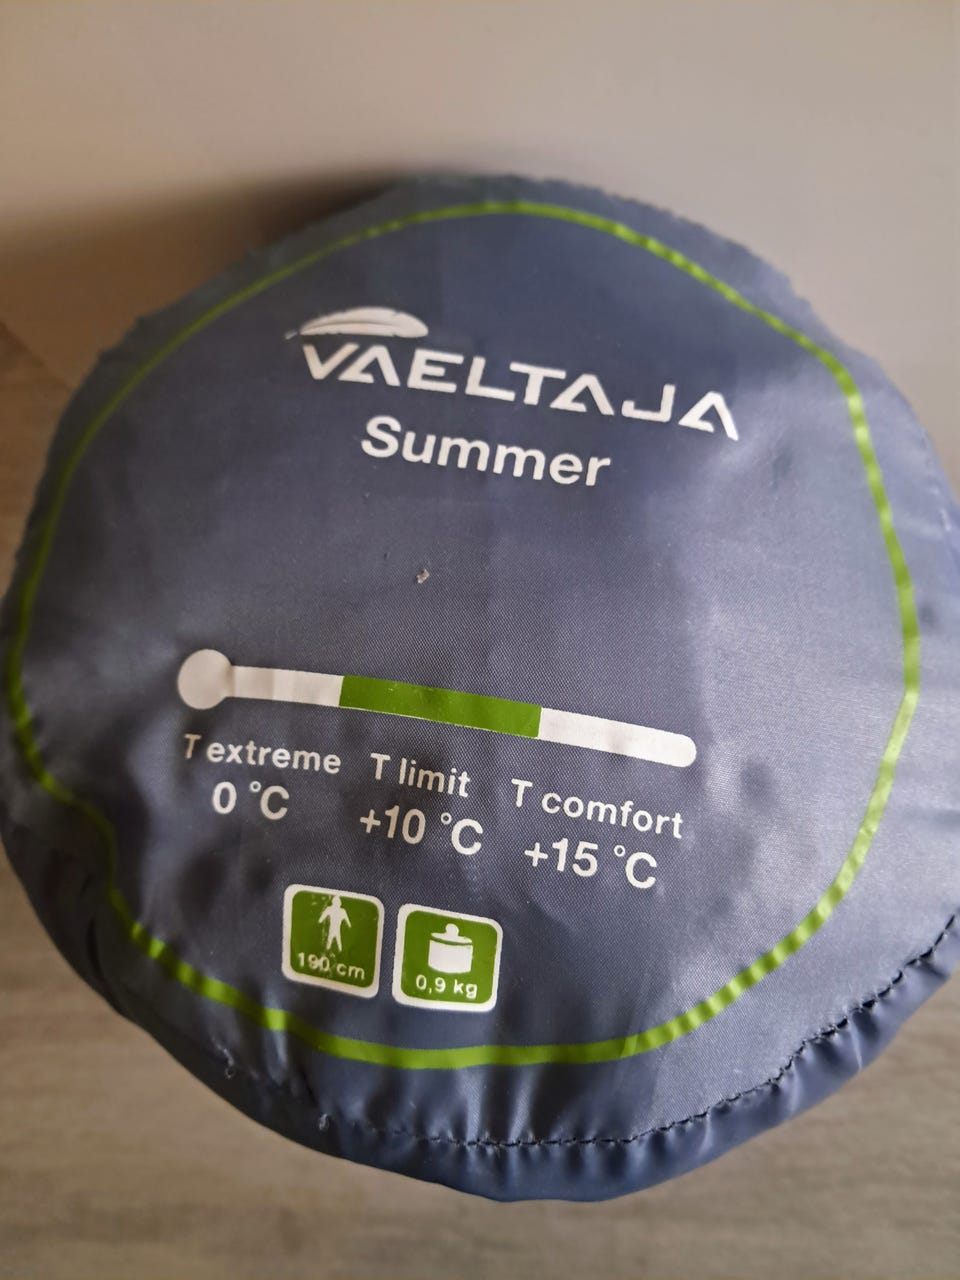 VAELTAJA
Summer
T extreme T limit T comfort
0 °C +10 °C +15 °C
190 cm 0,9 kg